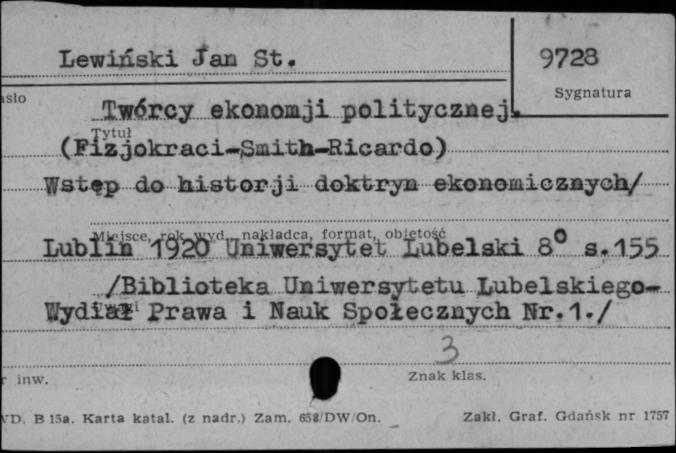 Lewiński Jan St.
9728
Sygnatura
asło
Twórcy ekonomji politycznej.
Tytuł
(Fizjokraci-Smith-Ricardo)
Wstęp do historji doktryn ekonomicznych/
Miejsce, rok wyd., nakładca, format, objętość
Lublin 1920 Uniwersytet Lubelski 8° s.155
/Biblioteka Uniwersytetu Lubelskiego-
Wydział Prawa i Nauk Społecznych Nr.1./
3
r inw.
Znak klas.
VD. B 15a. Karta katal. (z nadr.) Zam. 658/DW/On.
Zakł. Graf. Gdańsk nr 1757